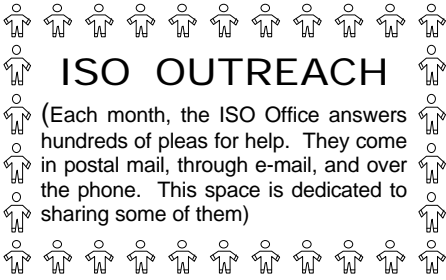 ISO OUTREACH
(Each month, the ISO Office answers
hundreds of pleas for help. They come
in postal mail, through e-mail, and over
the phone. This space is dedicated to
sharing some of them)